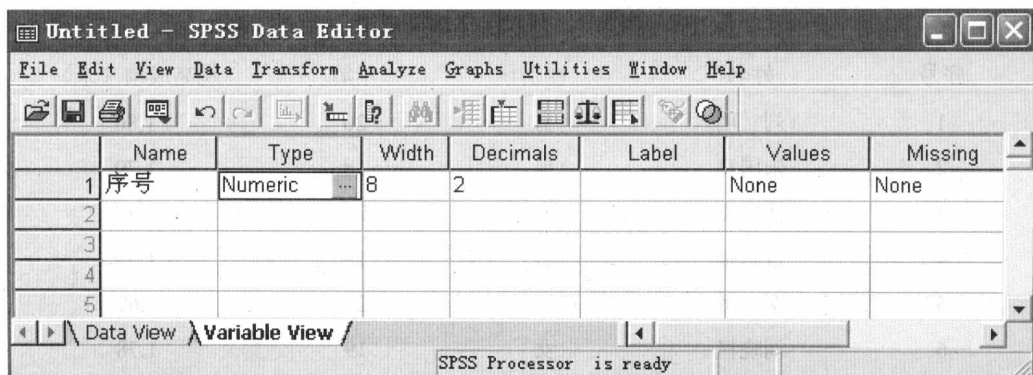 Untitled - SPSS Data Editor
File Edit View Data Transform Analyze Graphs Utilities Window Help
Name Type Width Decimals Label Values Missing
1 序号 Numeric ... 8 2 None None
2
3
4
5
Data View Variable View
SPSS Processor is ready